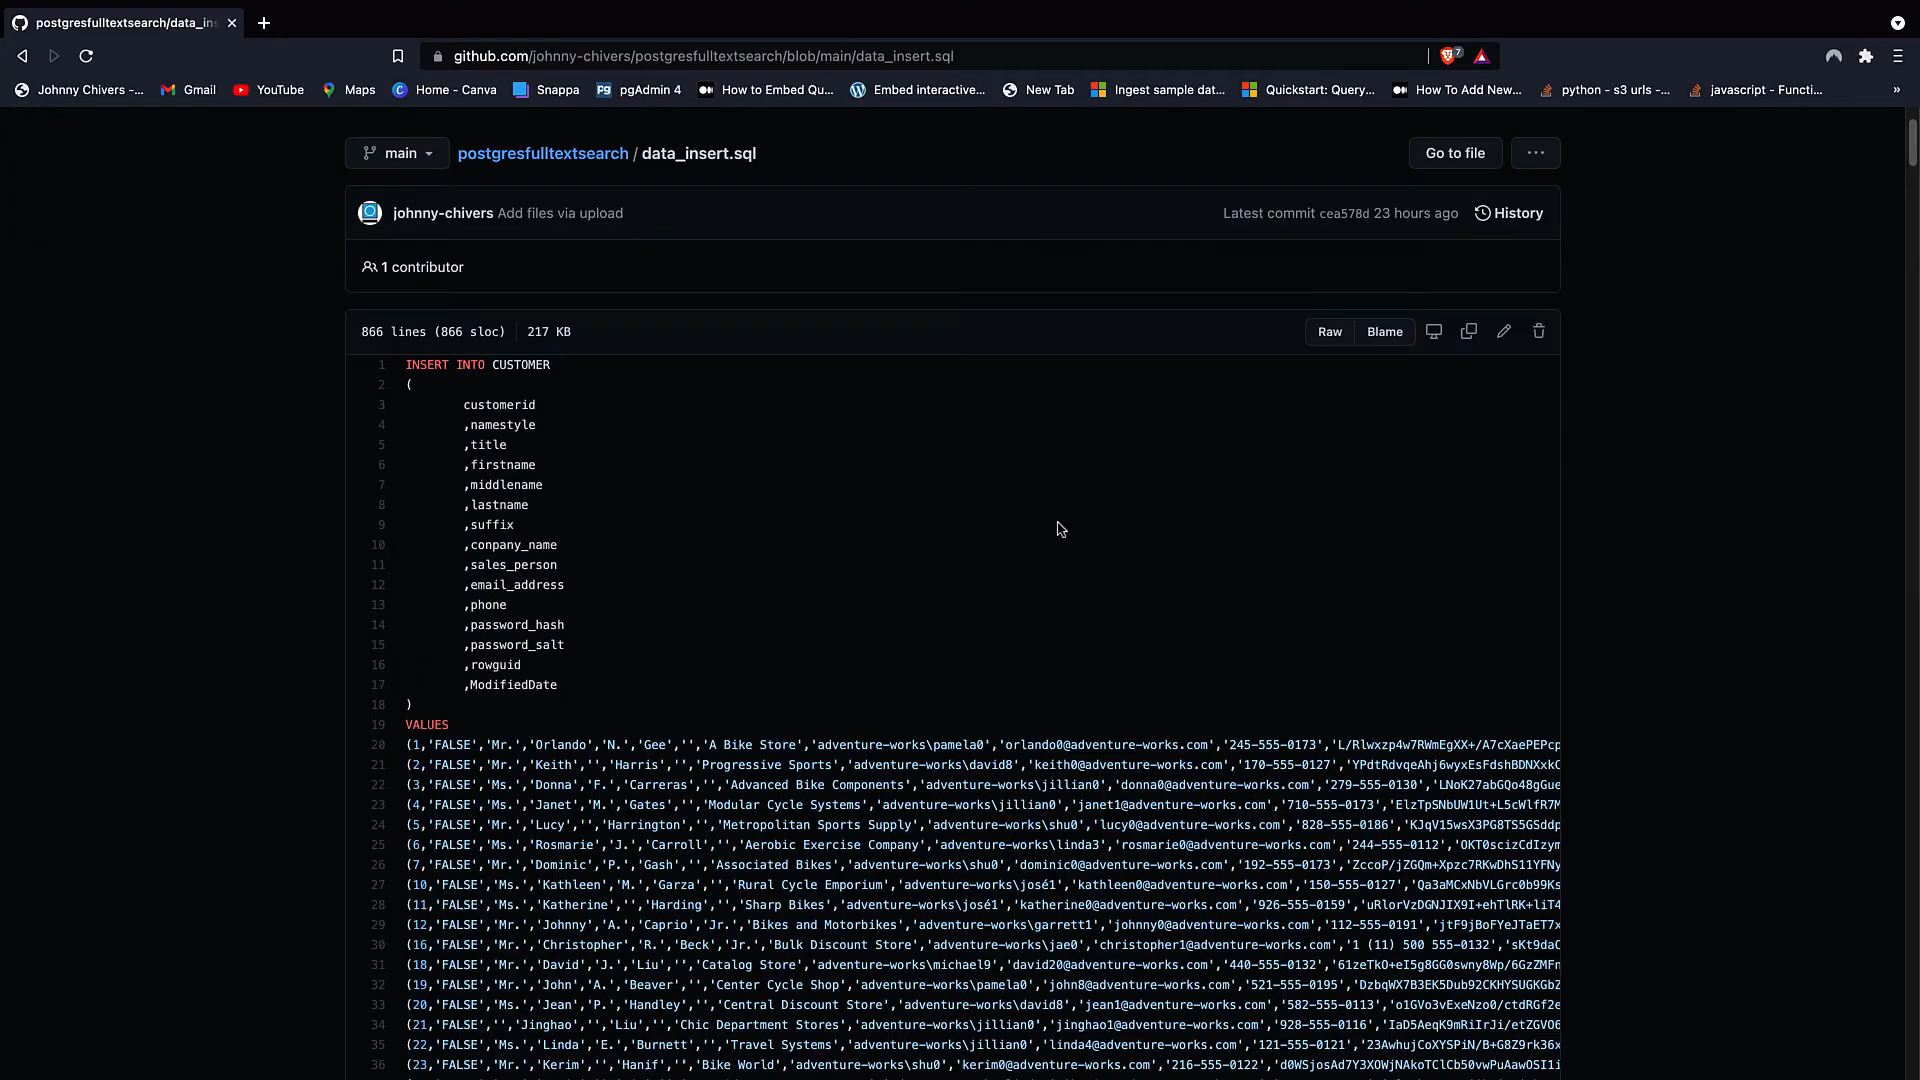 postgresfulltextsearch/data_ins
github.com/johnny-chivers/postgresfulltextsearch/blob/main/data_insert.sql
7
Johnny Chivers -... Gmail YouTube Maps Home - Canva Snappa pgAdmin 4 How to Embed Qu... Embed interactive... New Tab Ingest sample dat... Quickstart: Query... How To Add New... python - s3 urls -... javascript - Functi... »
main postgresfulltextsearch / data_insert.sql Go to file ...
johnny-chivers Add files via upload Latest commit cea578d 23 hours ago History
1 contributor
866 lines (866 sloc) 217 KB Raw Blame
1 INSERT INTO CUSTOMER
2 (
3 customerid
4 ,namestyle
5 ,title
6 ,firstname
7 ,middlename
8 ,lastname
9 ,suffix
10 ,conpany_name
11 ,sales_person
12 ,email_address
13 ,phone
14 ,password_hash
15 ,password_salt
16 ,rowguid
17 ,ModifiedDate
18 )
19 VALUES
20 (1,'FALSE','Mr.','Orlando','N.','Gee','','A Bike Store','adventure-works\pamela0','orlando0@adventure-works.com','245-555-0173','L/Rlwxzp4w7RWmEgXX+/A7cXaePEPcp
21 (2,'FALSE','Mr.','Keith','','Harris','','Progressive Sports','adventure-works\david8','keith0@adventure-works.com','170-555-0127','YPdtRdvqeAhj6wyxEsFdshBDNXxkC
22 (3,'FALSE','Ms.','Donna','F.','Carreras','','Advanced Bike Components','adventure-works\jillian0','donna0@adventure-works.com','279-555-0130','LNoK27abGQo48gGue
23 (4,'FALSE','Ms.','Janet','M.','Gates','','Modular Cycle Systems','adventure-works\jillian0','janet1@adventure-works.com','710-555-0173','ElzTpSNbUW1Ut+L5cWlfR7M
24 (5,'FALSE','Mr.','Lucy','','Harrington','','Metropolitan Sports Supply','adventure-works\shu0','lucy0@adventure-works.com','828-555-0186','KJqV15wsX3PG8TS5GSddp
25 (6,'FALSE','Ms.','Rosmarie','J.','Carroll','','Aerobic Exercise Company','adventure-works\linda3','rosmarie0@adventure-works.com','244-555-0112','OKT0scizCdIzym
26 (7,'FALSE','Mr.','Dominic','P.','Gash','','Associated Bikes','adventure-works\shu0','dominic0@adventure-works.com','192-555-0173','ZccoP/jZGQm+Xpzc7RKwDhS11YFNy
27 (10,'FALSE','Ms.','Kathleen','M.','Garza','','Rural Cycle Emporium','adventure-works\josé1','kathleen0@adventure-works.com','150-555-0127','Qa3aMCxNbVLGrc0b99Ks
28 (11,'FALSE','Ms.','Katherine','','Harding','','Sharp Bikes','adventure-works\josé1','katherine0@adventure-works.com','926-555-0159','uRlorVzDGNJIX9I+ehTlRK+liT4
29 (12,'FALSE','Mr.','Johnny','A.','Caprio','Jr.','Bikes and Motorbikes','adventure-works\garrett1','johnny0@adventure-works.com','112-555-0191','jtF9jBoFYeJTaET7x
30 (16,'FALSE','Mr.','Christopher','R.','Beck','Jr.','Bulk Discount Store','adventure-works\jae0','christopher1@adventure-works.com','1 (11) 500 555-0132','sKt9daC
31 (18,'FALSE','Mr.','David','J.','Liu','','Catalog Store','adventure-works\michael9','david20@adventure-works.com','440-555-0132','61zeTkO+eI5g8GG0swny8Wp/6GzZMFn
32 (19,'FALSE','Mr.','John','A.','Beaver','','Center Cycle Shop','adventure-works\pamela0','john8@adventure-works.com','521-555-0195','DzbqWX7B3EK5Dub92CKHYSUGKGbZ
33 (20,'FALSE','Ms.','Jean','P.','Handley','','Central Discount Store','adventure-works\david8','jean1@adventure-works.com','582-555-0113','o1GVo3vExeNzo0/ctdRGf2e
34 (21,'FALSE','','Jinghao','','Liu','','Chic Department Stores','adventure-works\jillian0','jinghao1@adventure-works.com','928-555-0116','IaD5AeqK9mRiIrJi/etZGVO6
35 (22,'FALSE','Ms.','Linda','E.','Burnett','','Travel Systems','adventure-works\jillian0','linda4@adventure-works.com','121-555-0121','23AwhujCoXYSPiN/B+G8Z9rk36x
36 (23,'FALSE','Mr.','Kerim','','Hanif','','Bike World','adventure-works\shu0','kerim0@adventure-works.com','216-555-0122','d0WSjosAd7Y3XOWjNAkoTClCb50vwPuAawOSI1i